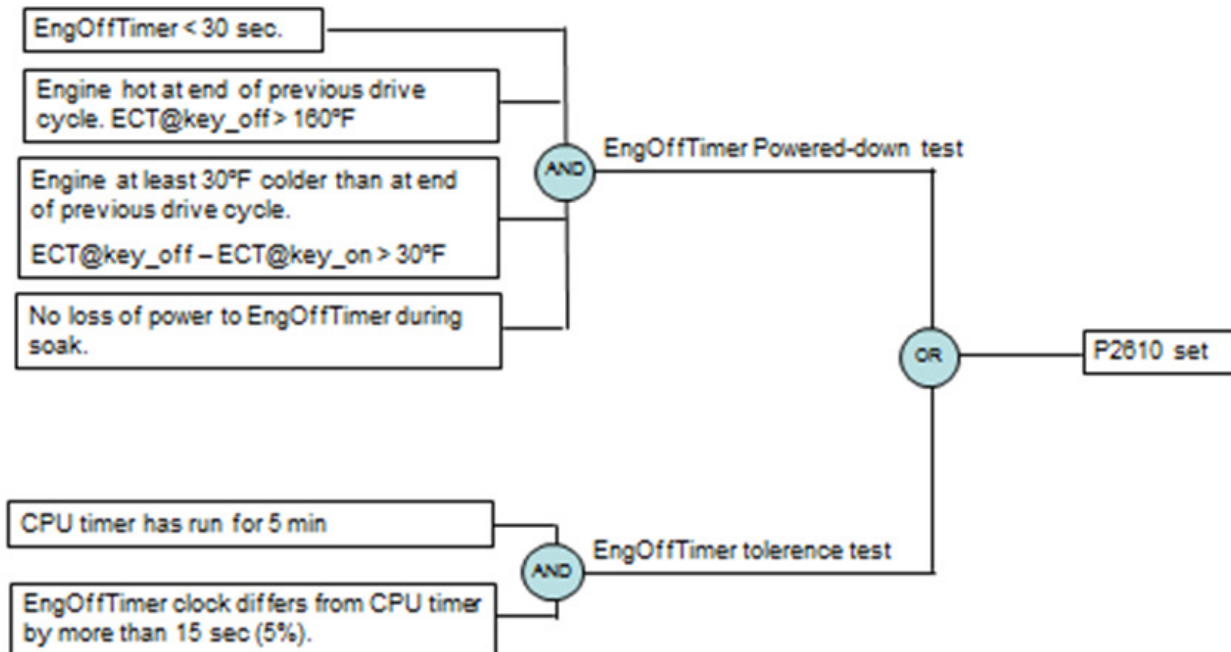 EngOffTimer < 30 sec.
Engine hot at end of previous drive
cycle. ECT@key_off > 160ºF
AND
EngOffTimer Powered-down test
Engine at least 30ºF colder than at end
of previous drive cycle.
ECT@key_off – ECT@key_on > 30ºF
No loss of power to EngOffTimer during
soak.
OR
P2610 set
CPU timer has run for 5 min
AND
EngOffTimer tolerence test
EngOffTimer clock differs from CPU timer
by more than 15 sec (5%).